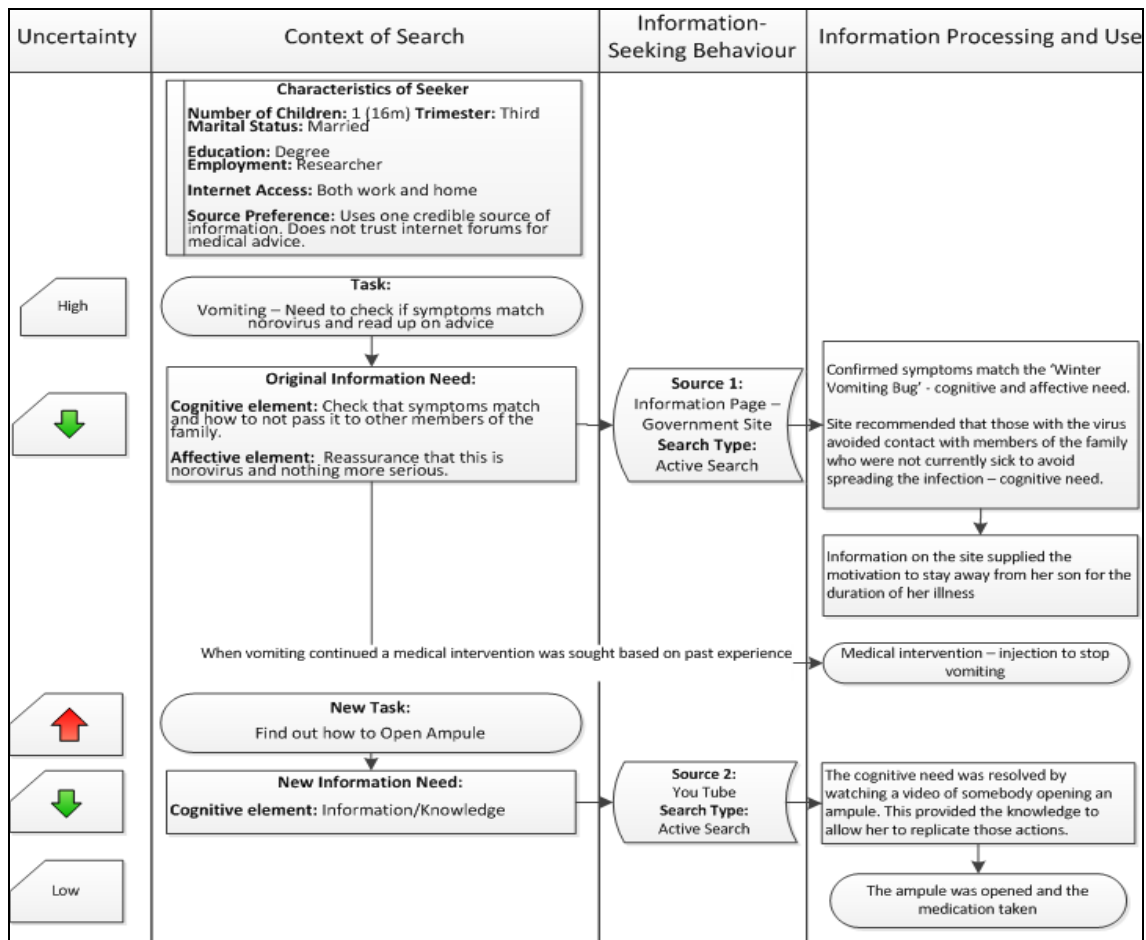 Uncertainty
Context of Search
Information-
Seeking Behaviour
Information Processing and Use
Characteristics of Seeker
Number of Children: 1 (16m) Trimester: Third
Marital Status: Married
Education: Degree
Employment: Researcher
Internet Access: Both work and home
Source Preference: Uses one credible source of
information. Does not trust internet forums for
medical advice.
High
Task:
Vomiting – Need to check if symptoms match
norovirus and read up on advice
Original Information Need:
Cognitive element: Check that symptoms match
and how to not pass it to other members of the
family.
Affective element: Reassurance that this is
norovirus and nothing more serious.
Source 1:
Information Page –
Government Site
Search Type:
Active Search
Confirmed symptoms match the ‘Winter
Vomiting Bug’ - cognitive and affective need.
Site recommended that those with the virus
avoided contact with members of the family
who were not currently sick to avoid
spreading the infection – cognitive need.
Information on the site supplied the
motivation to stay away from her son for the
duration of her illness
When vomiting continued a medical intervention was sought based on past experience
Medical intervention – injection to stop
vomiting
New Task:
Find out how to Open Ampule
New Information Need:
Cognitive element: Information/Knowledge
Source 2:
You Tube
Search Type:
Active Search
The cognitive need was resolved by
watching a video of somebody opening an
ampule. This provided the knowledge to
allow her to replicate those actions.
Low
The ampule was opened and the
medication taken